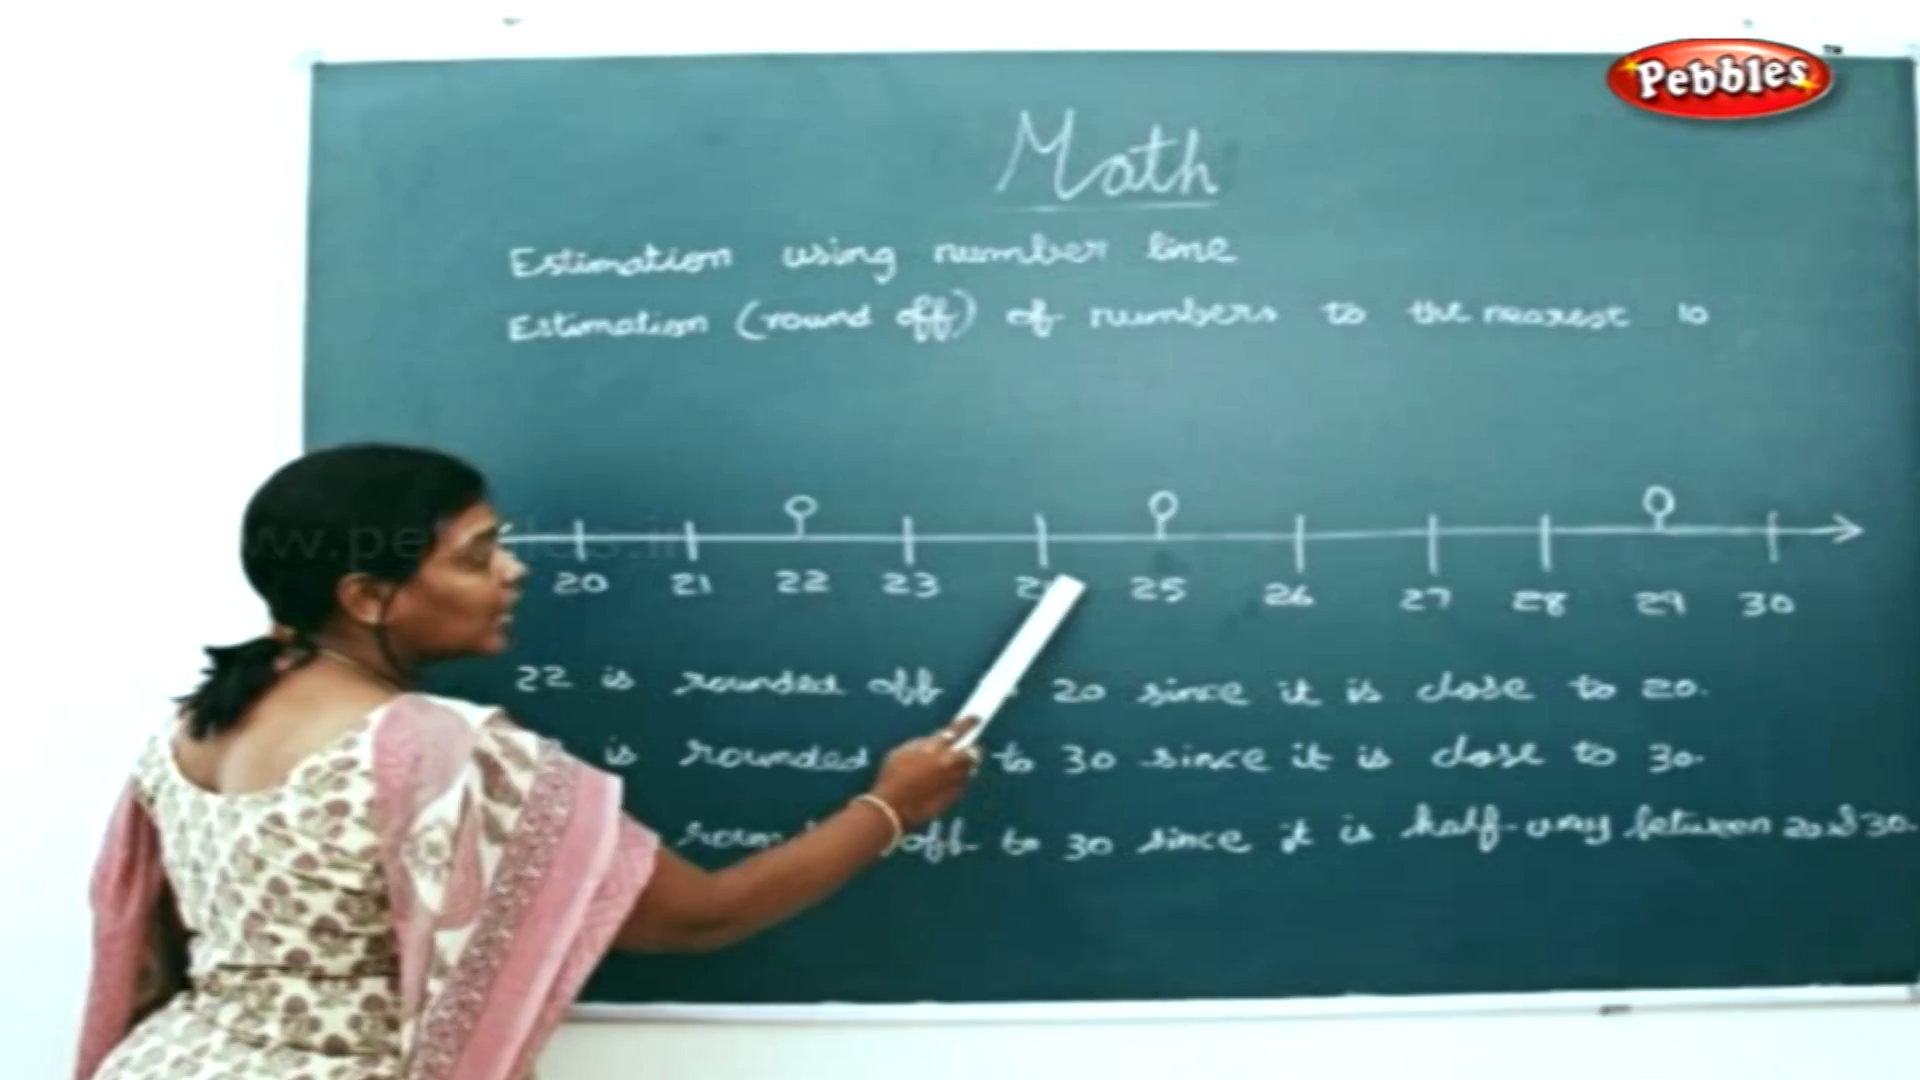 Pebbles™
Math
Estimation using number line
Estimation (round off) of numbers to the nearest 10
20 21 22 23 25 26 27 28 29 30
22 is rounded off 20 since it is close to 20.
is rounded to 30 since it is close to 30.
off to 30 since it is half-way between 20 & 30.